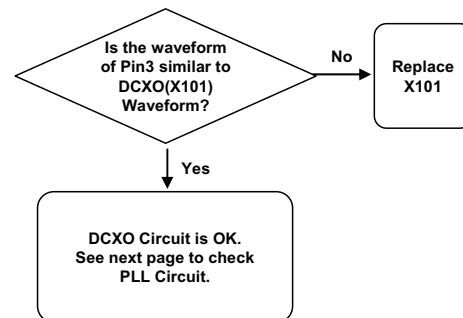 Is the waveform
of Pin3 similar to
DCXO(X101)
Waveform?
No
Replace
X101
Yes
DCXO Circuit is OK.
See next page to check
PLL Circuit.